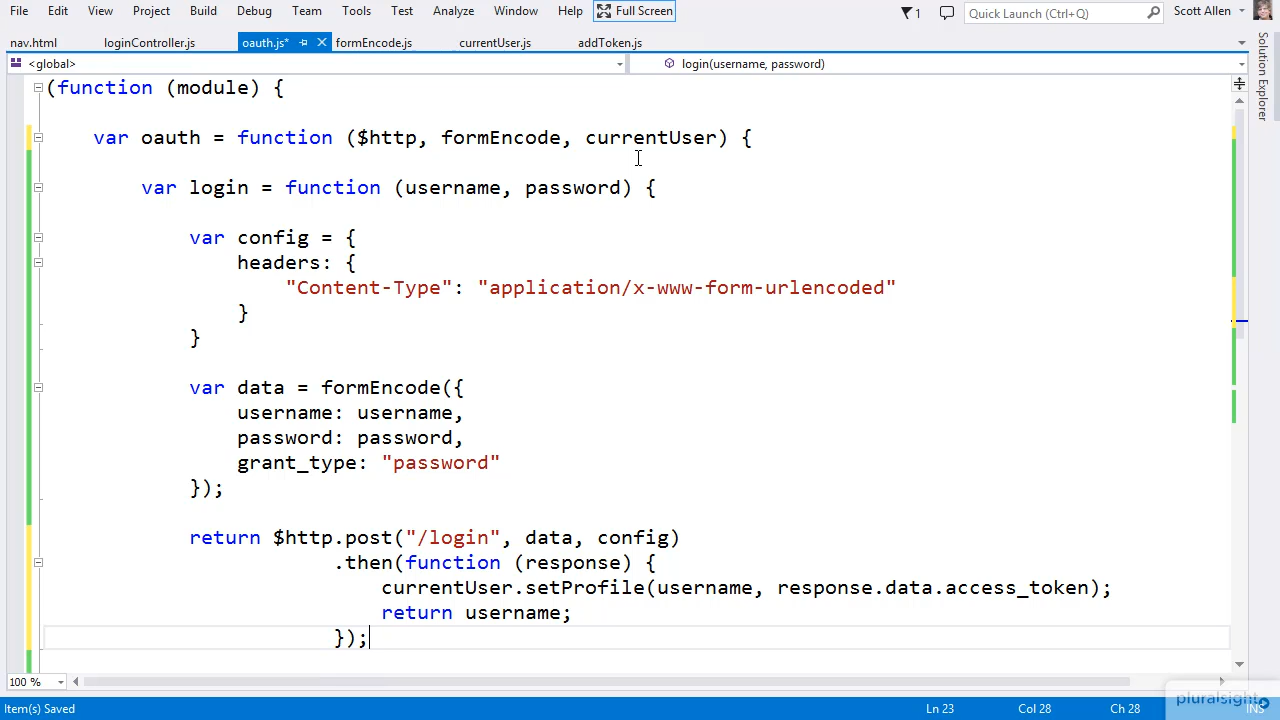 File Edit View Project Build Debug Team Tools Test Analyze Window Help Full Screen 1 Quick Launch (Ctrl+Q) Scott Allen
nav.html loginController.js oauth.js* formEncode.js currentUser.js addToken.js
<global> login(username, password)
Solution Explorer
(function (module) {
var oauth = function ($http, formEncode, currentUser) {
var login = function (username, password) {
var config = {
headers: {
"Content-Type": "application/x-www-form-urlencoded"
}
}
var data = formEncode({
username: username,
password: password,
grant_type: "password"
});
return $http.post("/login", data, config)
.then(function (response) {
currentUser.setProfile(username, response.data.access_token);
return username;
});
100 %
pluralsight
Item(s) Saved Ln 23 Col 28 Ch 28 INS